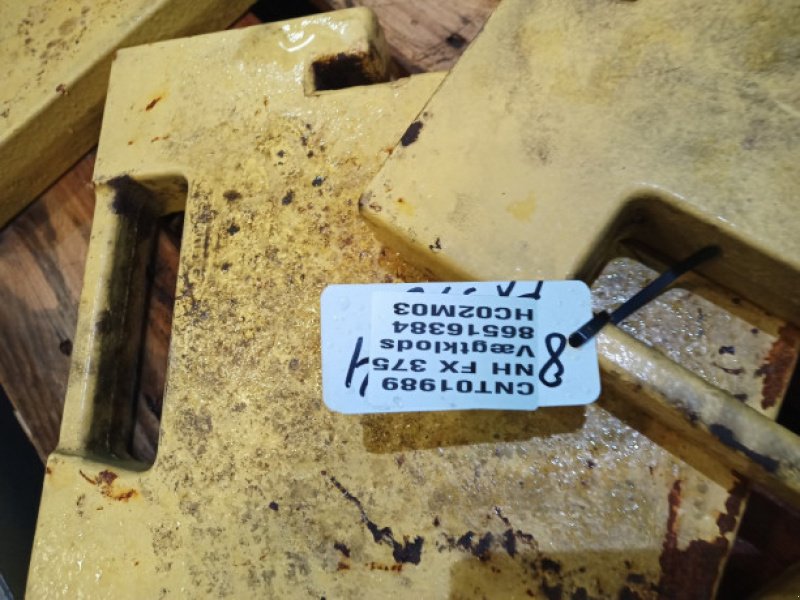 CNT01989
NH FX 375
Vægtklods
86516384
HC02M03
8